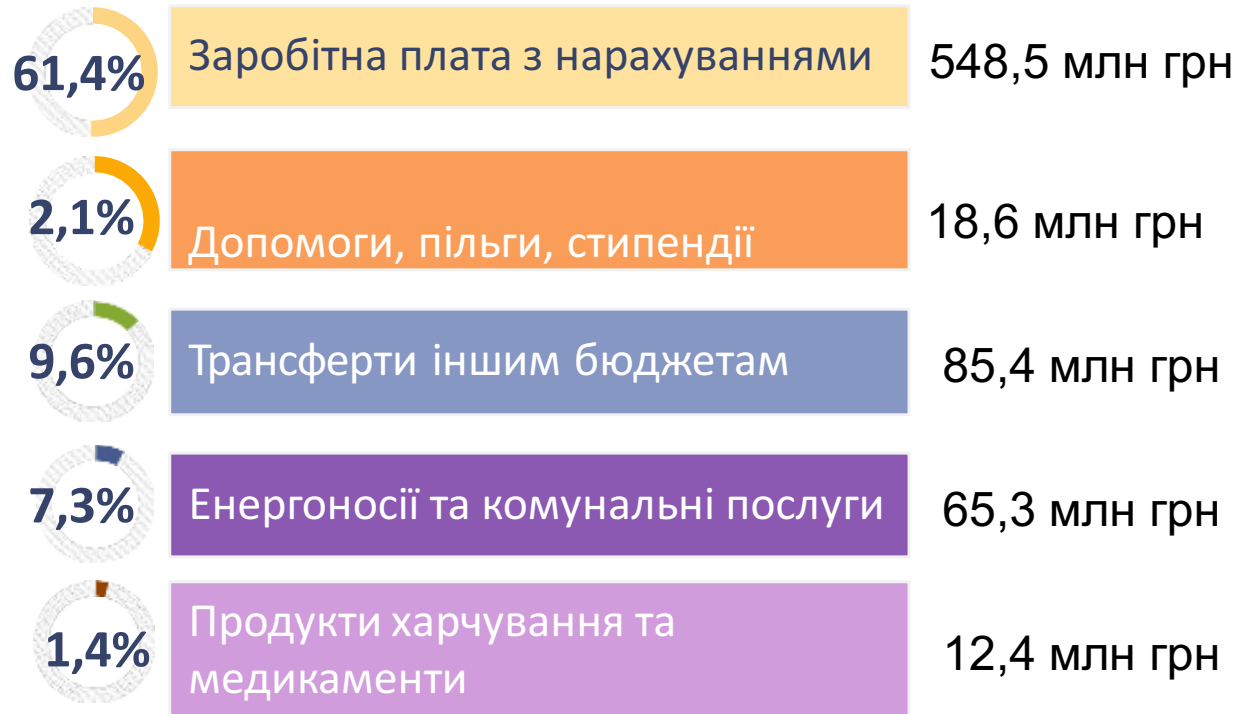 61,4%
Заробітна плата з нарахуваннями
548,5 млн грн
2,1%
Допомоги, пільги, стипендії
18,6 млн грн
9,6%
Трансферти іншим бюджетам
85,4 млн грн
7,3%
Енергоносії та комунальні послуги
65,3 млн грн
1,4%
Продукти харчування та
медикаменти
12,4 млн грн